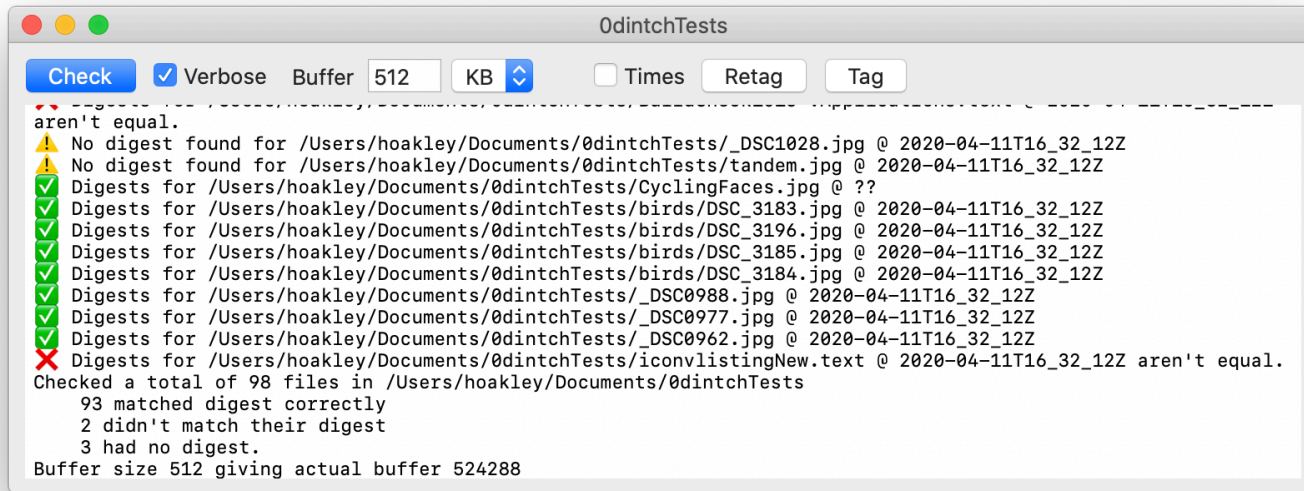 0dintchTests
Check Verbose Buffer 512 KB Times Retag Tag
Digests for
aren't equal.
⚠️ No digest found for /Users/hoakley/Documents/0dintchTests/_DSC1028.jpg @ 2020-04-11T16_32_12Z
⚠️ No digest found for /Users/hoakley/Documents/0dintchTests/tandem.jpg @ 2020-04-11T16_32_12Z
✅ Digests for /Users/hoakley/Documents/0dintchTests/CyclingFaces.jpg @ ??
✅ Digests for /Users/hoakley/Documents/0dintchTests/birds/DSC_3183.jpg @ 2020-04-11T16_32_12Z
✅ Digests for /Users/hoakley/Documents/0dintchTests/birds/DSC_3196.jpg @ 2020-04-11T16_32_12Z
✅ Digests for /Users/hoakley/Documents/0dintchTests/birds/DSC_3185.jpg @ 2020-04-11T16_32_12Z
✅ Digests for /Users/hoakley/Documents/0dintchTests/birds/DSC_3184.jpg @ 2020-04-11T16_32_12Z
✅ Digests for /Users/hoakley/Documents/0dintchTests/_DSC0988.jpg @ 2020-04-11T16_32_12Z
✅ Digests for /Users/hoakley/Documents/0dintchTests/_DSC0977.jpg @ 2020-04-11T16_32_12Z
✅ Digests for /Users/hoakley/Documents/0dintchTests/_DSC0962.jpg @ 2020-04-11T16_32_12Z
❌ Digests for /Users/hoakley/Documents/0dintchTests/iconvlistingNew.text @ 2020-04-11T16_32_12Z aren't equal.
Checked a total of 98 files in /Users/hoakley/Documents/0dintchTests
93 matched digest correctly
2 didn't match their digest
3 had no digest.
Buffer size 512 giving actual buffer 524288